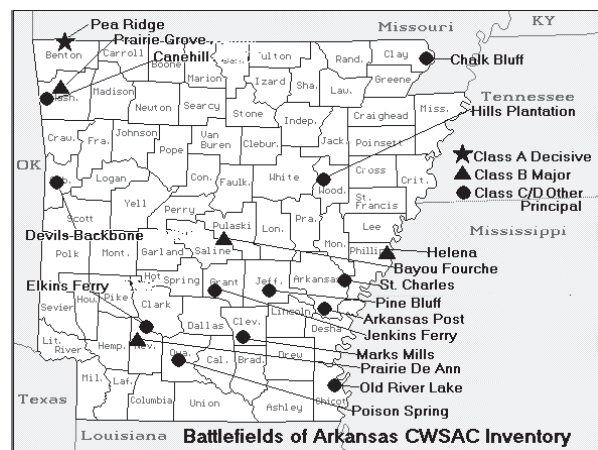 Pea Ridge
Missouri
KY
Prairie Grove
Canehill
Benton
Carroll
Boone
Marion
Fulton
Rand.
Clay
Chalk Bluff
Madison
Newton
Searcy
Izard
Sha.
Law.
Greene
Stone
Indep.
Craighead
Miss.
Tennessee
Hills Plantation
Craw.
Fra.
Johnson
Pope
Van
Buren
Clebur.
Jack.
Poinsett
Class A Decisive
Class B Major
Class C/D Other
Principal
OK
Logan
Con.
Faulk.
White
Wood.
Cross
Crit.
St.
Francis
Scott
Yell
Perry
Pulaski
Lon.
Pra.
Lee
Mississippi
Devils Backbone
Saline
Mon.
Phillip
Helena
Polk
Mont.
Garland
Bayou Fourche
Hot
Spring
Grant
Jeff.
Arkansas
St. Charles
Elkins Ferry
Pine Bluff
Arkansas Post
Jenkins Ferry
Sevier
How.
Pike
Clark
Dallas
Clev.
Lincoln
Desha
Marks Mills
Prairie De Ann
Lit.
River
Hemp.
Nev.
Oua.
Cal.
Brad.
Drew
Old River Lake
Poison Spring
Mil.
Laf.
Columbia
Union
Ashley
Chicot
Texas
Louisiana
Battlefields of Arkansas CWSAC Inventory